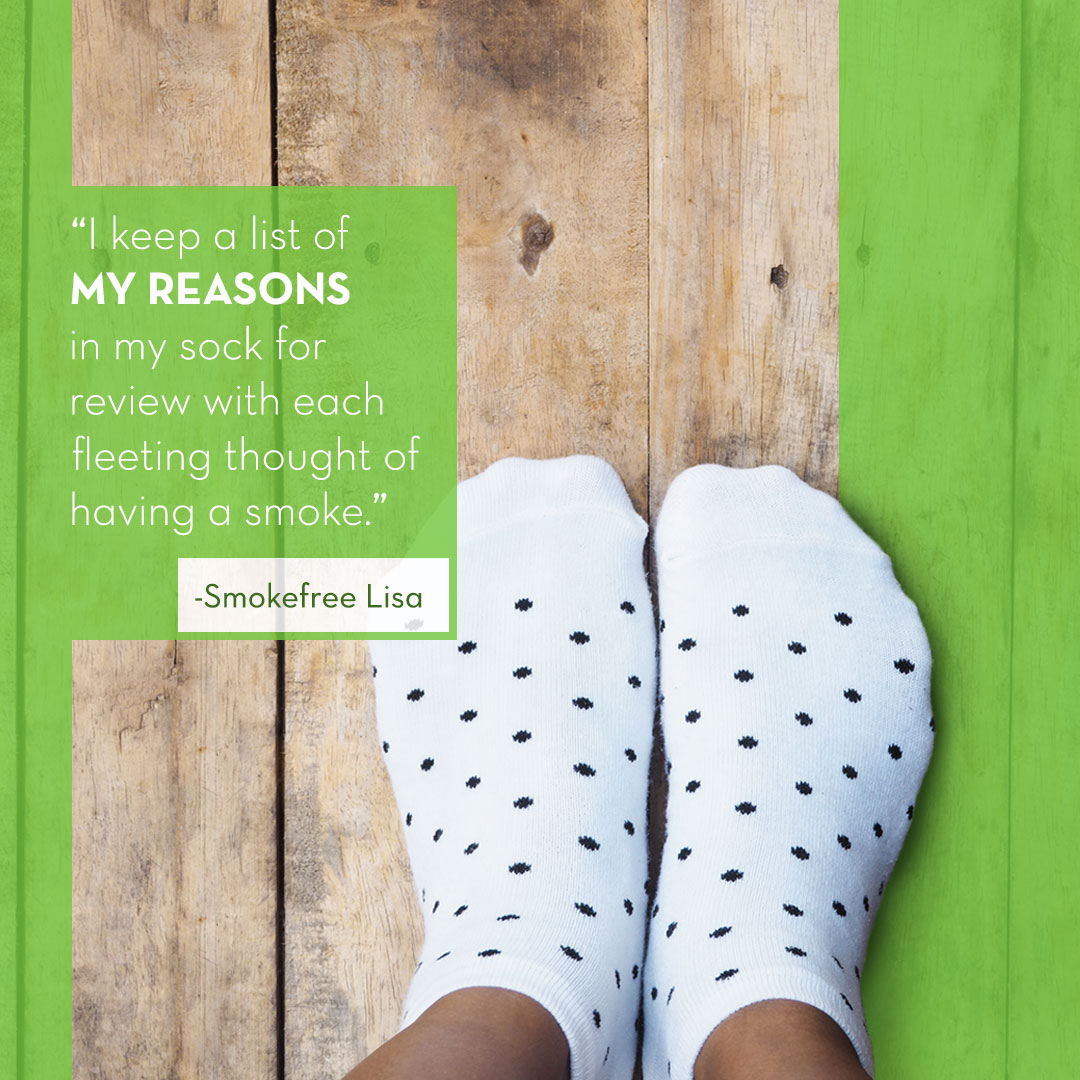 “I keep a list of
MY REASONS
in my sock for
review with each
fleeting thought of
having a smoke.”
-Smokefree Lisa